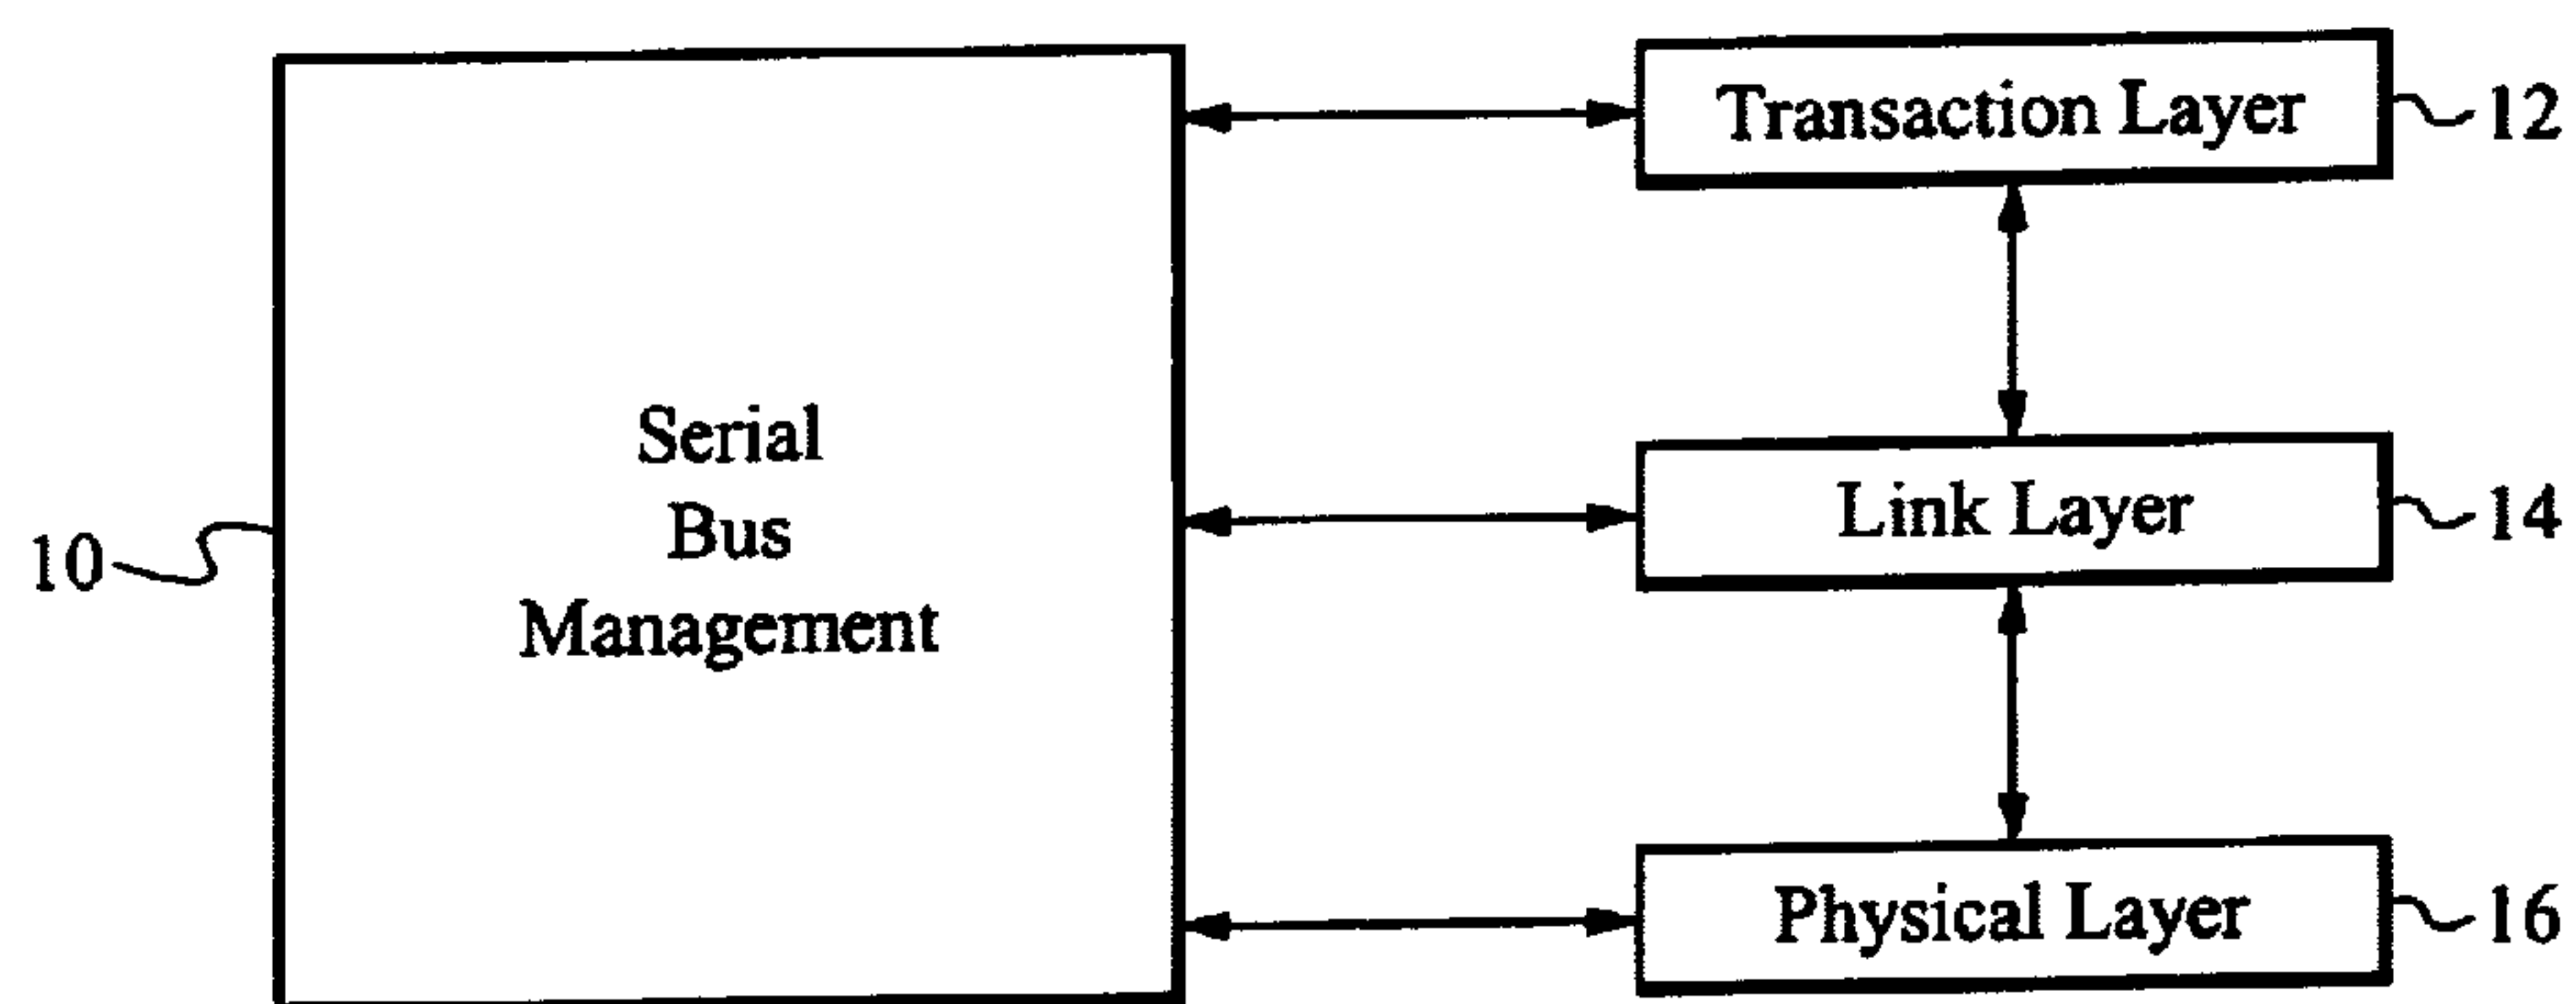 Transaction Layer
12
Serial
Bus
Management
Link Layer
14
10
Physical Layer
16